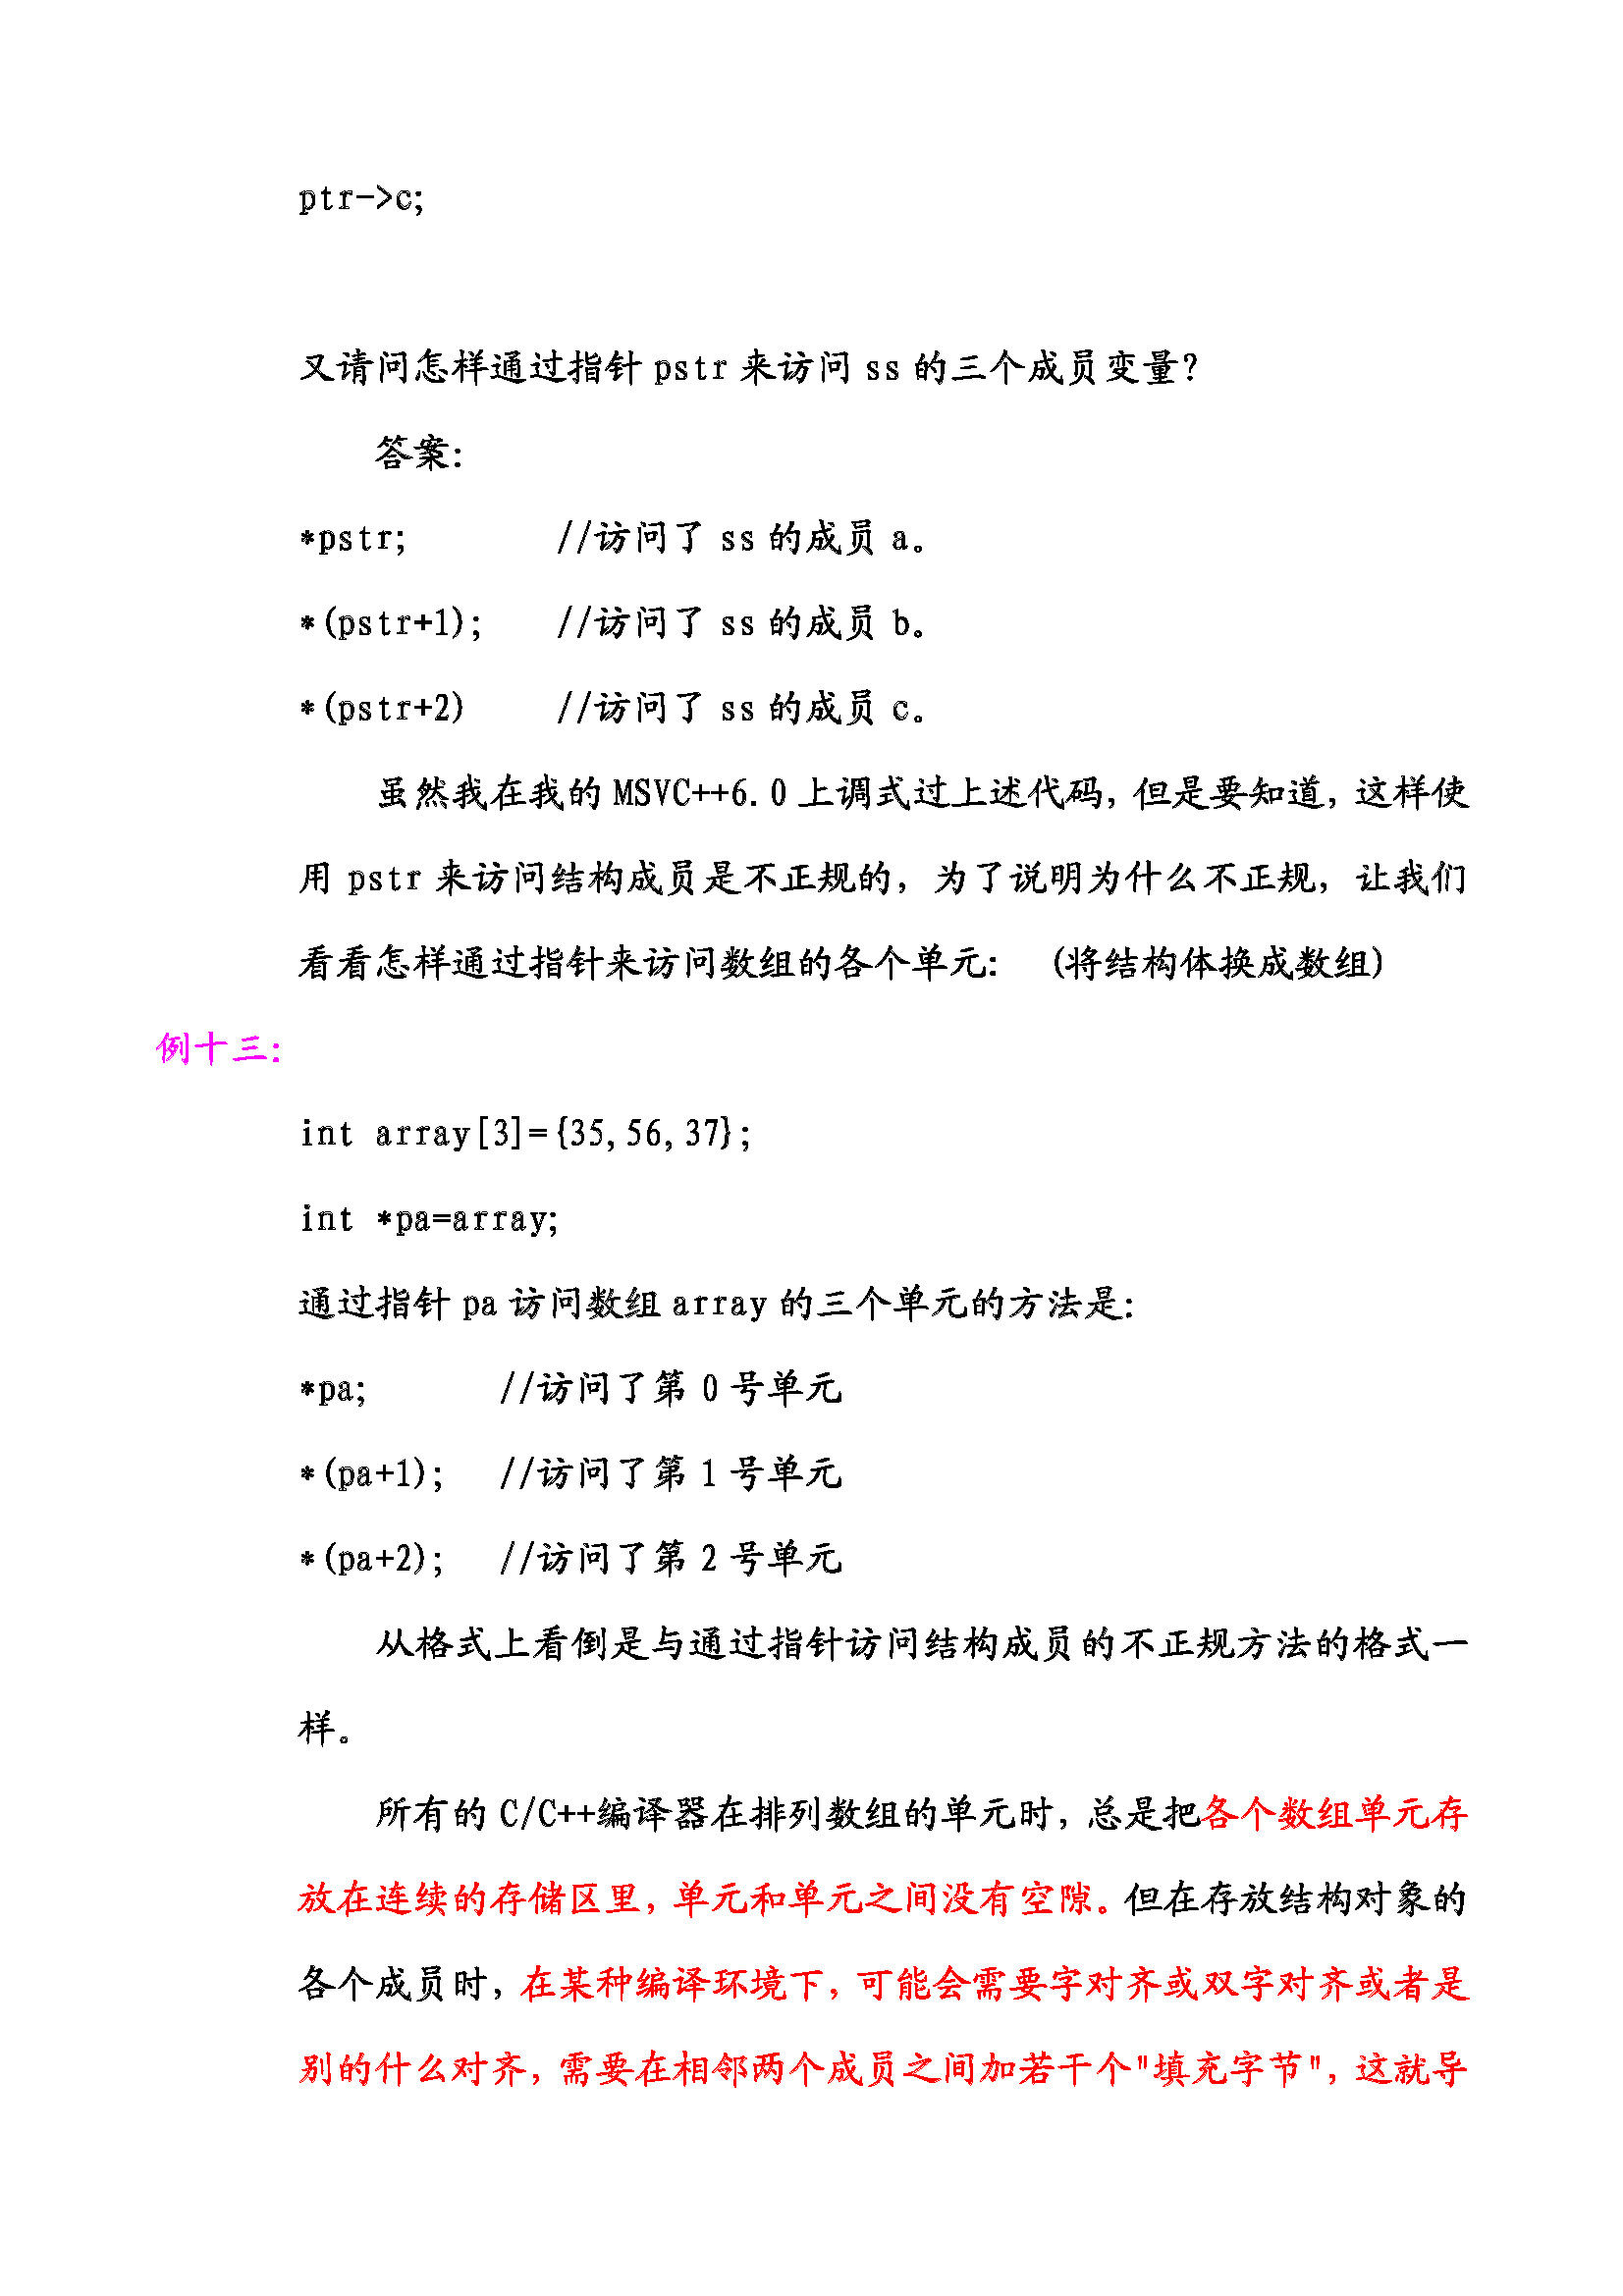 ptr->c;
又请问怎样通过指针 pstr 来访问 ss 的三个成员变量?
答案:
*pstr; //访问了 ss 的成员 a。
*(pstr+1); //访问了 ss 的成员 b。
*(pstr+2) //访问了 ss 的成员 c。
虽然我在我的 MSVC++6.0 上调式过上述代码, 但是要知道, 这样使
用 pstr 来访问结构成员是不正规的, 为了说明为什么不正规, 让我们
看看怎样通过指针来访问数组的各个单元: (将结构体换成数组)
例十三:
int array[3]={35,56,37};
int *pa=array;
通过指针 pa 访问数组 array 的三个单元的方法是:
*pa; //访问了第 0 号单元
*(pa+1); //访问了第 1 号单元
*(pa+2); //访问了第 2 号单元
从格式上看倒是与通过指针访问结构成员的不正规方法的格式一
样。
所有的 C/C++编译器在排列数组的单元时, 总是把各个数组单元存
放在连续的存储区里, 单元和单元之间没有空隙。但在存放结构对象的
各个成员时, 在某种编译环境下, 可能会需要字对齐或双字对齐或者是
别的什么对齐, 需要在相邻两个成员之间加若干个"填充字节", 这就导